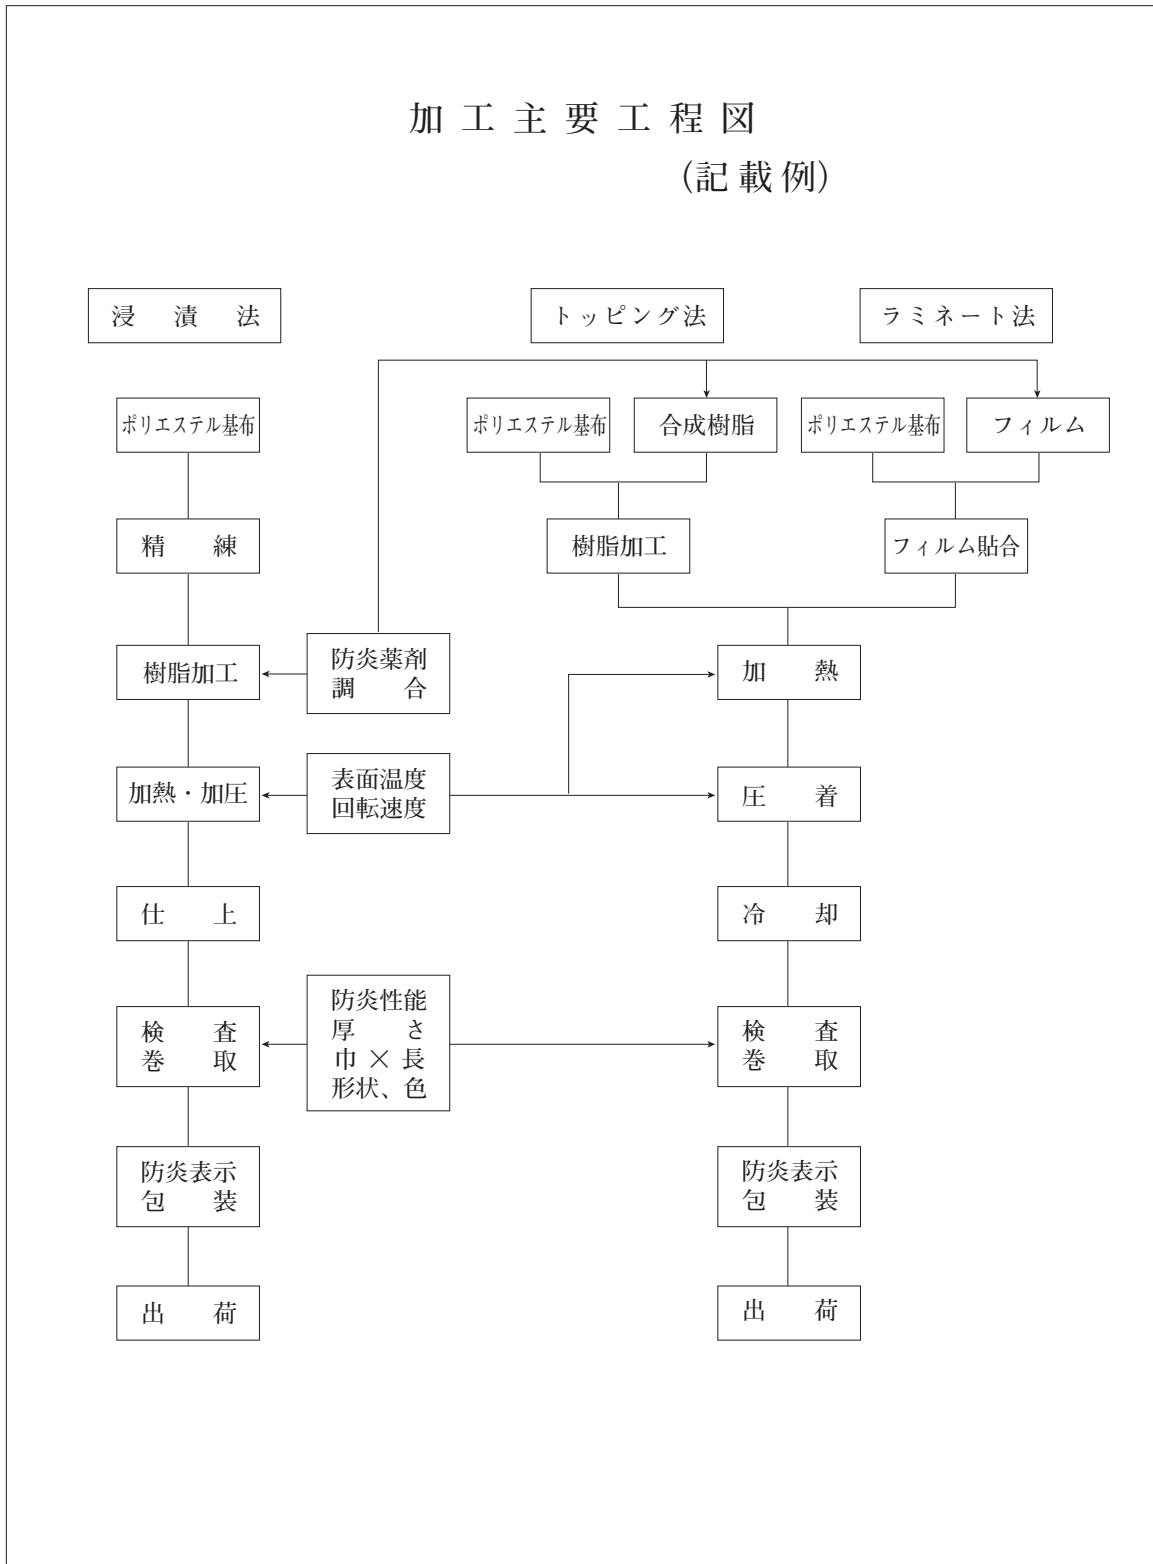 加工主要工程図
(記載例)
浸漬法
トッピング法
ラミネート法
ポリエステル基布
ポリエステル基布
合成樹脂
ポリエステル基布
フィルム
精練
樹脂加工
フィルム貼合
樹脂加工
防炎薬剤
調合
加熱
加熱・加圧
表面温度
回転速度
圧着
仕上
冷却
検査
巻取
防炎性能
厚さ
巾×長
形状、色
検査
巻取
防炎表示
包装
防炎表示
包装
出荷
出荷